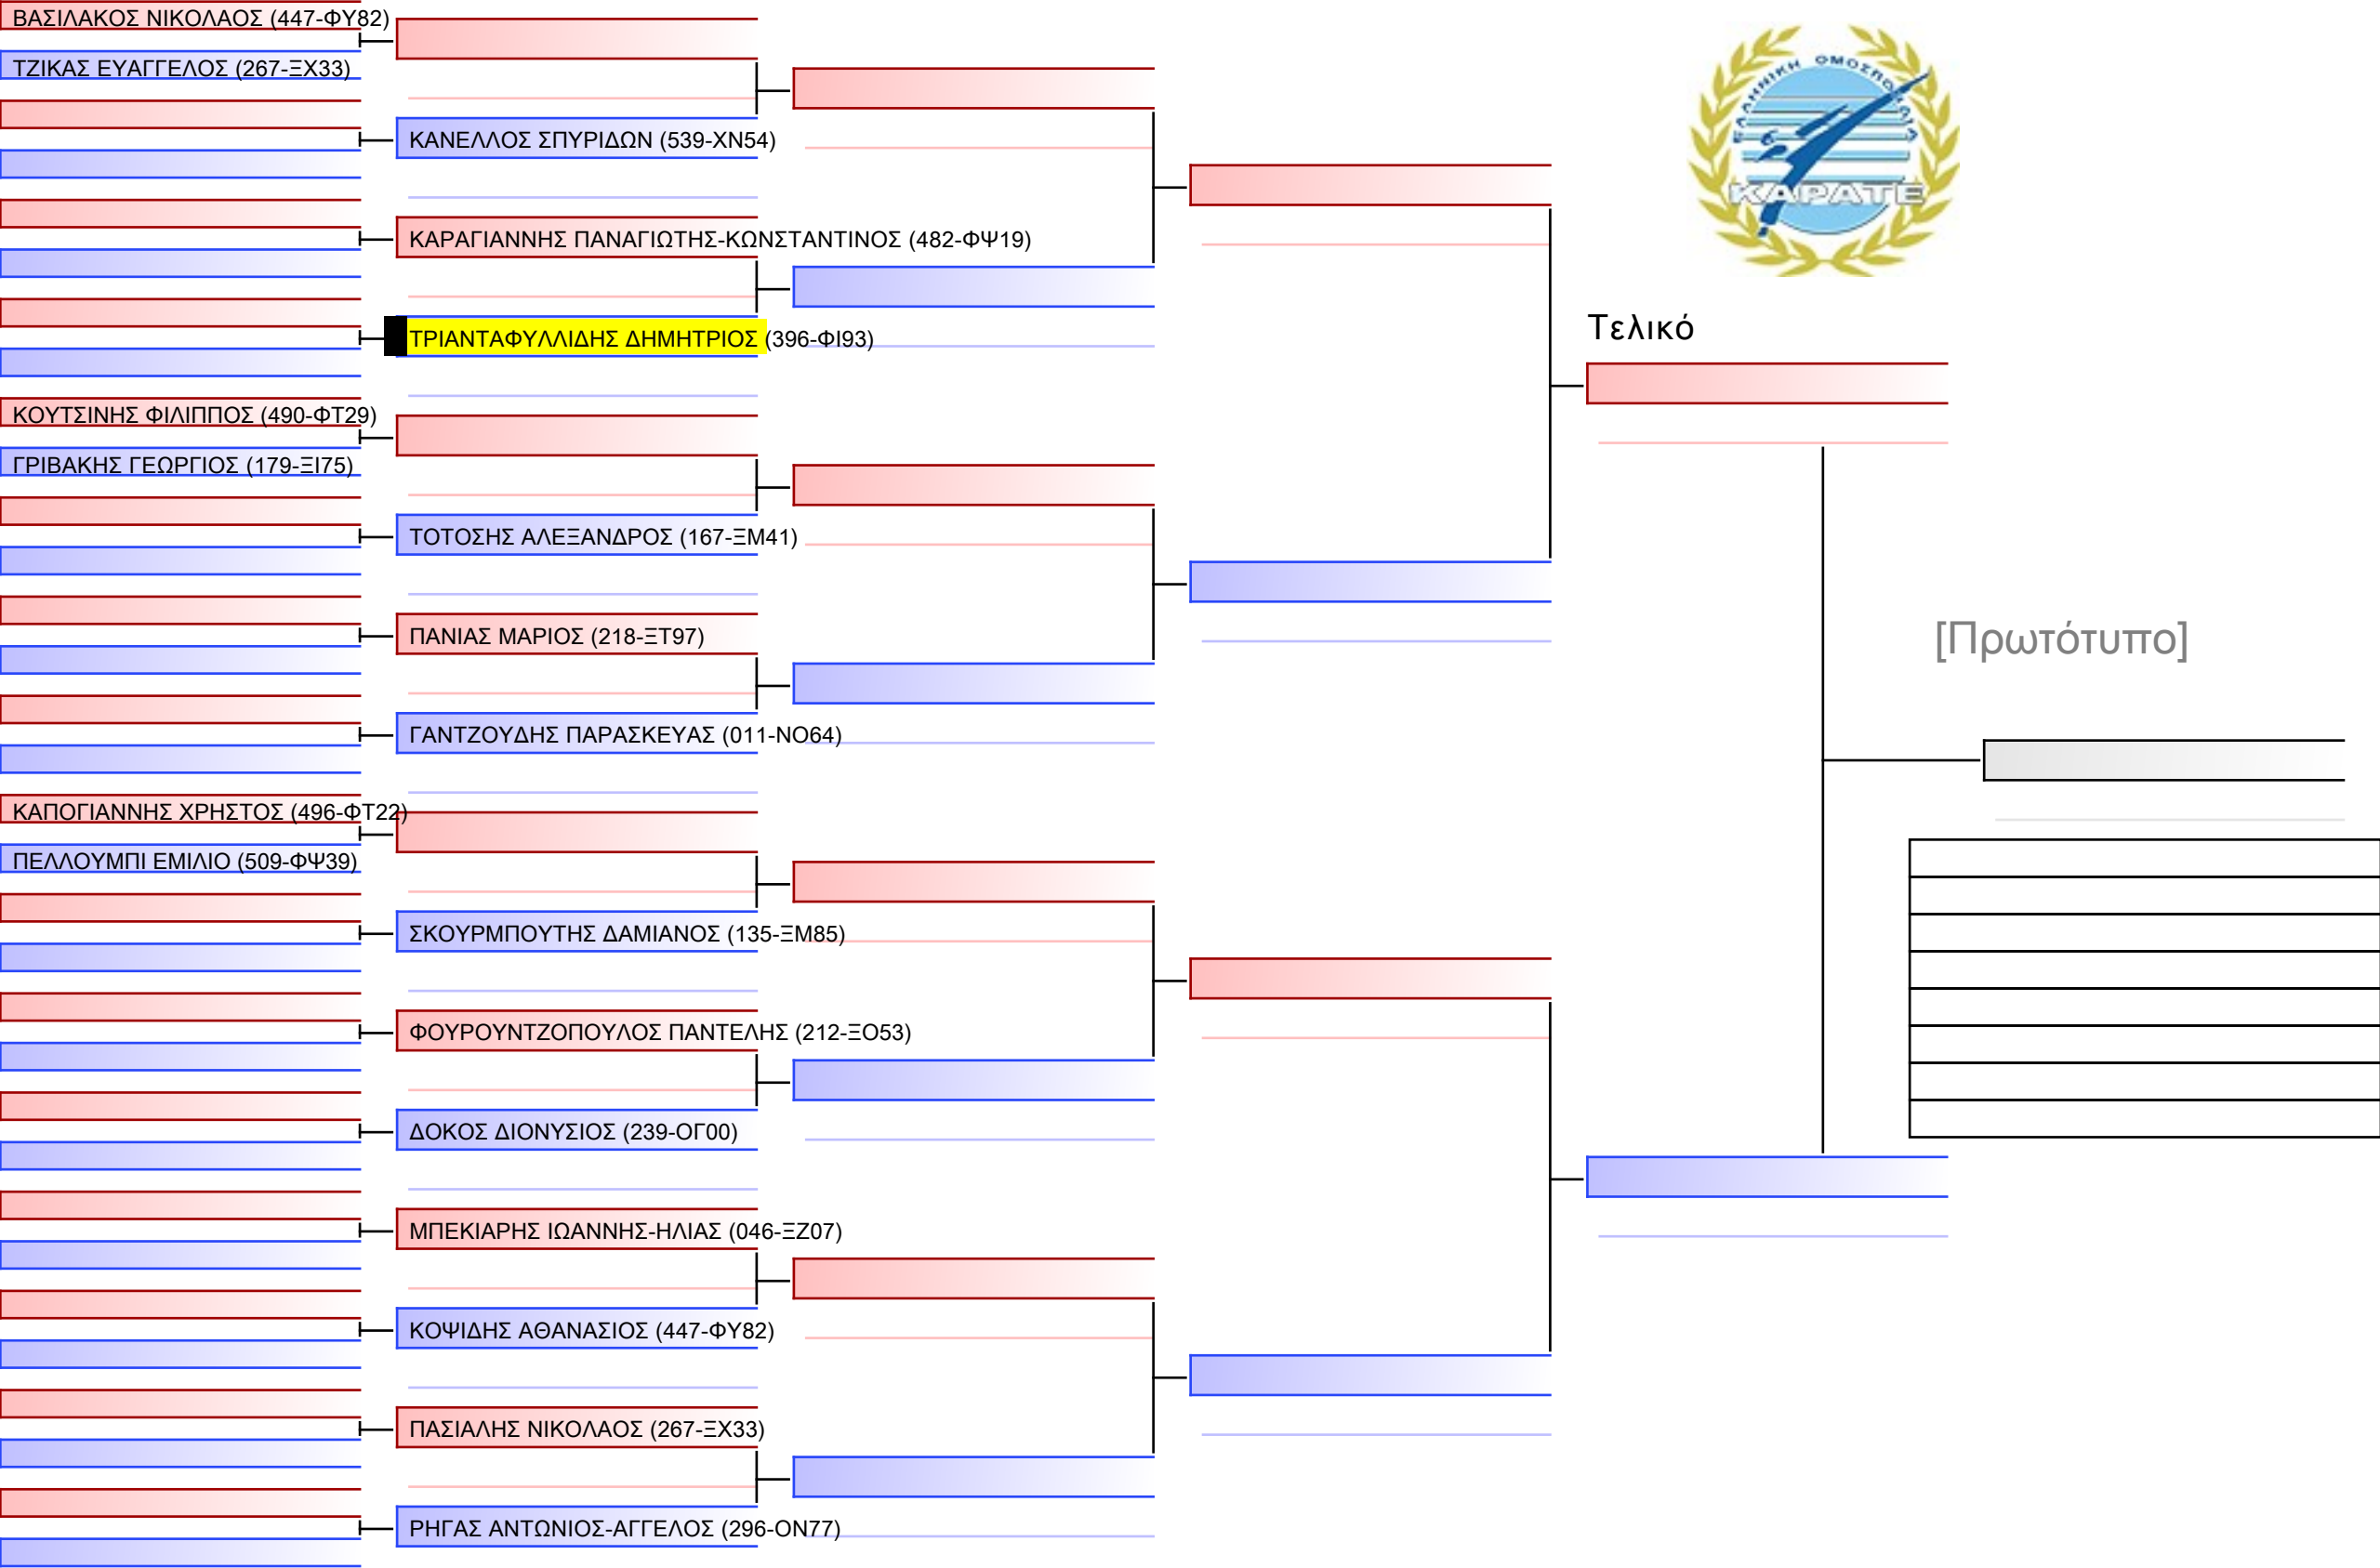 ΒΑΣΙΛΑΚΟΣ ΝΙΚΟΛΑΟΣ (447-ΦΥ82)
ΤΖΙΚΑΣ ΕΥΑΓΓΕΛΟΣ (267-ΞΧ33)
ΚΑΝΕΛΛΟΣ ΣΠΥΡΙΔΩΝ (539-ΧΝ54)
ΚΑΡΑΓΙΑΝΝΗΣ ΠΑΝΑΓΙΩΤΗΣ-ΚΩΝΣΤΑΝΤΙΝΟΣ (482-ΦΨ19)
ΤΡΙΑΝΤΑΦΥΛΛΙΔΗΣ ΔΗΜΗΤΡΙΟΣ (396-ΦΙ93)
ΚΟΥΤΣΙΝΗΣ ΦΙΛΙΠΠΟΣ (490-ΦΤ29)
ΓΡΙΒΑΚΗΣ ΓΕΩΡΓΙΟΣ (179-ΞΙ75)
ΤΟΤΟΣΗΣ ΑΛΕΞΑΝΔΡΟΣ (167-ΞΜ41)
ΠΑΝΙΑΣ ΜΑΡΙΟΣ (218-ΞΤ97)
ΓΑΝΤΖΟΥΔΗΣ ΠΑΡΑΣΚΕΥΑΣ (011-ΝΟ64)
ΚΑΠΟΓΙΑΝΝΗΣ ΧΡΗΣΤΟΣ (496-ΦΤ22)
ΠΕΛΛΟΥΜΠΙ ΕΜΙΛΙΟ (509-ΦΨ39)
ΣΚΟΥΡΜΠΟΥΤΗΣ ΔΑΜΙΑΝΟΣ (135-ΞΜ85)
ΦΟΥΡΟΥΝΤΖΟΠΟΥΛΟΣ ΠΑΝΤΕΛΗΣ (212-ΞΟ53)
ΔΟΚΟΣ ΔΙΟΝΥΣΙΟΣ (239-ΟΓ00)
ΜΠΕΚΙΑΡΗΣ ΙΩΑΝΝΗΣ-ΗΛΙΑΣ (046-ΞΖ07)
ΚΟΨΙΔΗΣ ΑΘΑΝΑΣΙΟΣ (447-ΦΥ82)
ΠΑΣΙΑΛΗΣ ΝΙΚΟΛΑΟΣ (267-ΞΧ33)
ΡΗΓΑΣ ΑΝΤΩΝΙΟΣ-ΑΓΓΕΛΟΣ (296-ΟΝ77)
ΕΛΛΗΝΙΚΗ ΟΜΟΣΠΟΝΔΙΑ
ΚΑΡΑΤΕ
Τελικό
[Πρωτότυπο]